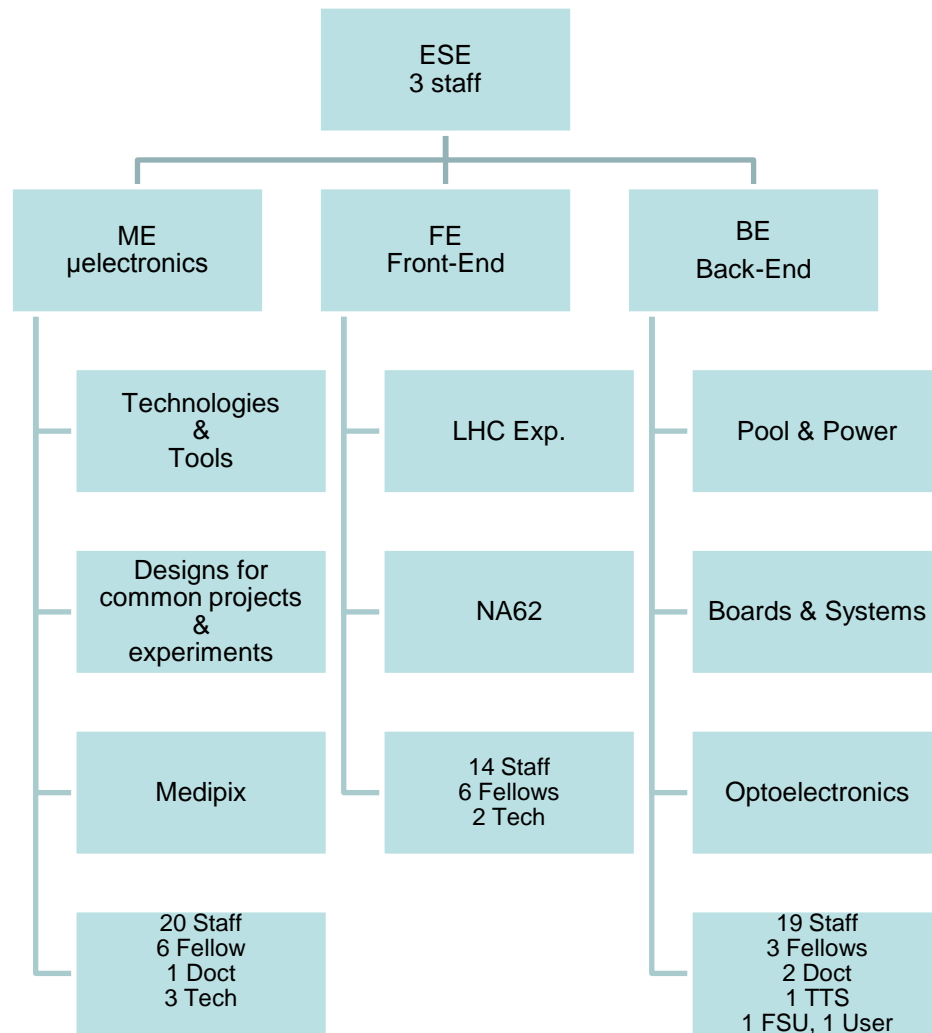 ESE
3 staff
ME
µelectronics
FE
Front-End
BE
Back-End
Technologies
&
Tools
LHC Exp.
Pool & Power
Designs for
common projects
&
experiments
NA62
Boards & Systems
Medipix
14 Staff
6 Fellows
2 Tech
Optoelectronics
20 Staff
6 Fellow
1 Doct
3 Tech
19 Staff
3 Fellows
2 Doct
1 TTS
1 FSU, 1 User